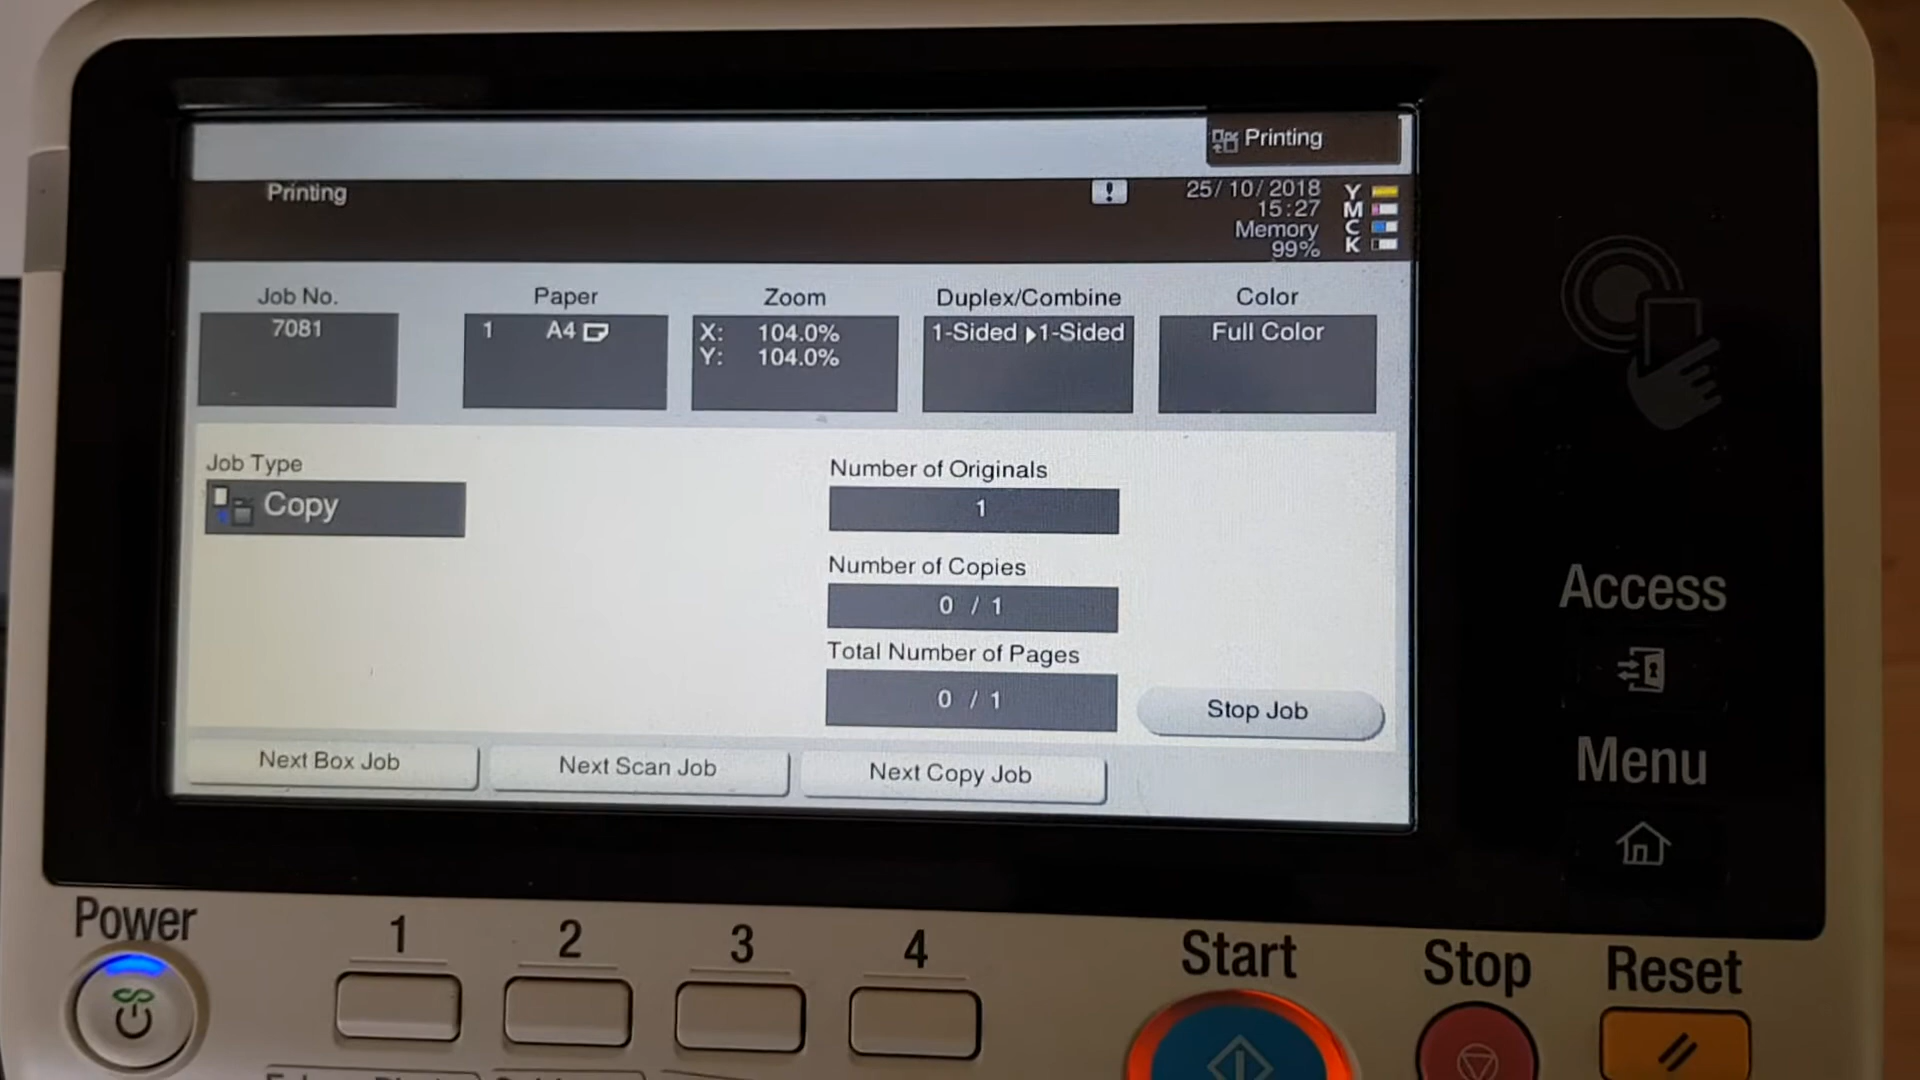 Printing
Printing
!
25/10/2018
15:27
Memory
99%
Y
M
C
K
Job No.
7081
Paper
1 A4
Zoom
X: 104.0%
Y: 104.0%
Duplex/Combine
1-Sided ▶1-Sided
Color
Full Color
Job Type
Copy
Number of Originals
1
Number of Copies
0 / 1
Total Number of Pages
0 / 1
Stop Job
Next Box Job
Next Scan Job
Next Copy Job
Access
Menu
Power
1
2
3
4
Start
Stop
Reset